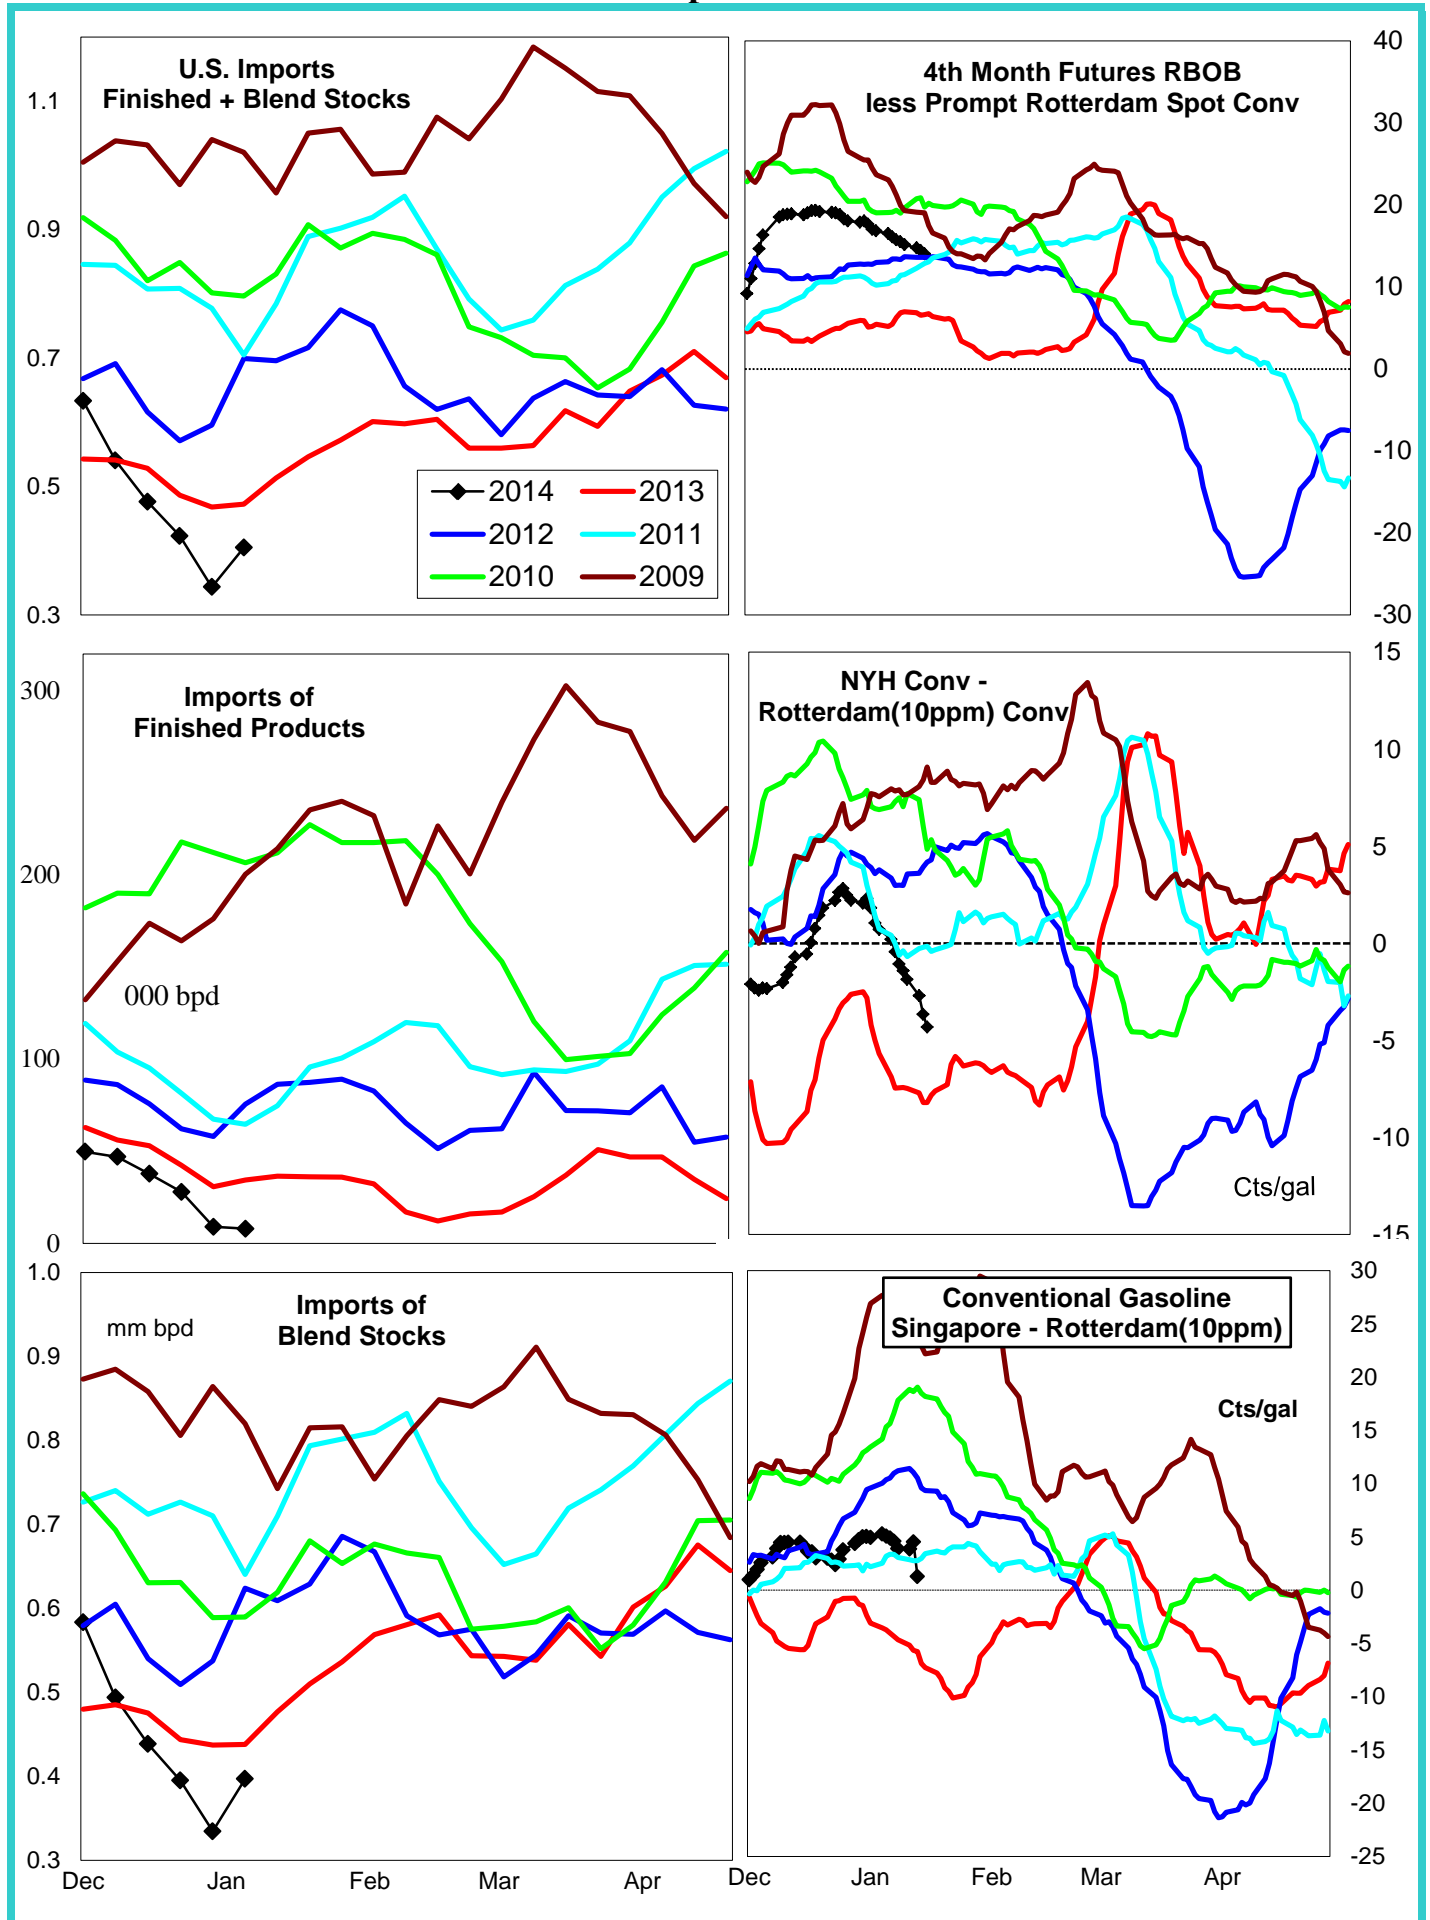 U.S. Imports
Finished + Blend Stocks
1.1
0.9
0.7
0.5
0.3
2014
2013
2012
2011
2010
2009
4th Month Futures RBOB
less Prompt Rotterdam Spot Conv
40
30
20
10
0
-10
-20
-30
Imports of
Finished Products
300
200
100
0
000 bpd
NYH Conv -
Rotterdam(10ppm) Conv
15
10
5
0
-5
-10
-15
Cts/gal
Imports of
Blend Stocks
mm bpd
1.0
0.9
0.8
0.7
0.6
0.5
0.4
0.3
Dec Jan Feb Mar Apr
Conventional Gasoline
Singapore - Rotterdam(10ppm)
Cts/gal
30
25
20
15
10
5
0
-5
-10
-15
-20
-25
Dec Jan Feb Mar Apr